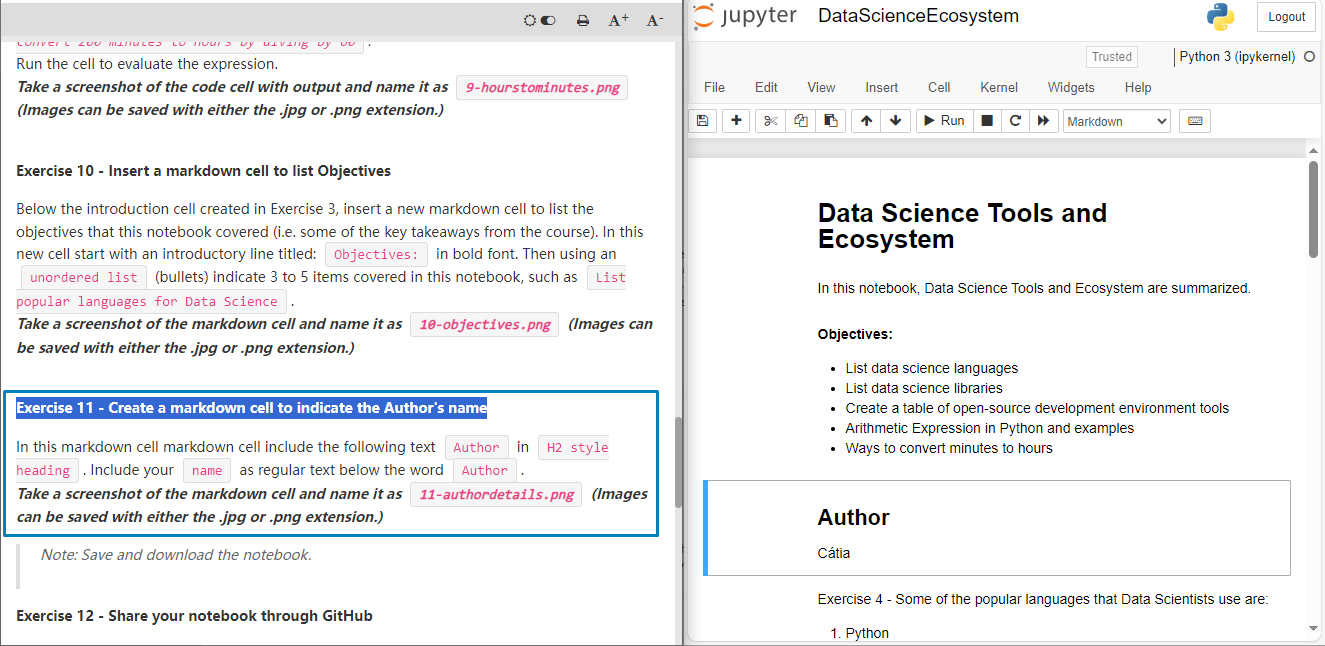 A+ A-
convert 200 minutes to hours by diving by 60 .
Run the cell to evaluate the expression.
Take a screenshot of the code cell with output and name it as 9-hourstominutes.png
(Images can be saved with either the .jpg or .png extension.)
Exercise 10 - Insert a markdown cell to list Objectives
Below the introduction cell created in Exercise 3, insert a new markdown cell to list the
objectives that this notebook covered (i.e. some of the key takeaways from the course). In this
new cell start with an introductory line titled: Objectives: in bold font. Then using an
unordered list (bullets) indicate 3 to 5 items covered in this notebook, such as List
popular languages for Data Science .
Take a screenshot of the markdown cell and name it as 10-objectives.png (Images can
be saved with either the .jpg or .png extension.)
Exercise 11 - Create a markdown cell to indicate the Author's name
In this markdown cell markdown cell include the following text Author in H2 style
heading . Include your name as regular text below the word Author .
Take a screenshot of the markdown cell and name it as 11-authordetails.png (Images
can be saved with either the .jpg or .png extension.)
Note: Save and download the notebook.
Exercise 12 - Share your notebook through GitHub
jupyter DataScienceEcosystem Logout
Trusted Python 3 (ipykernel)
File Edit View Insert Cell Kernel Widgets Help
Run Markdown
Data Science Tools and
Ecosystem
In this notebook, Data Science Tools and Ecosystem are summarized.
Objectives:
• List data science languages
• List data science libraries
• Create a table of open-source development environment tools
• Arithmetic Expression in Python and examples
• Ways to convert minutes to hours
Author
Cátia
Exercise 4 - Some of the popular languages that Data Scientists use are:
1. Python